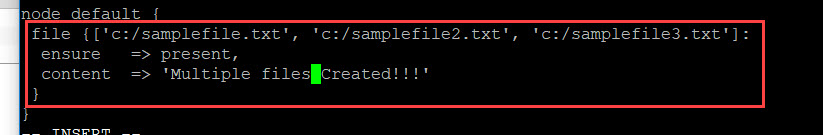 node default {
file {['c:/samplefile.txt', 'c:/samplefile2.txt', 'c:/samplefile3.txt']:
ensure => present,
content => 'Multiple files Created!!!'
}
}
-- INSERT --